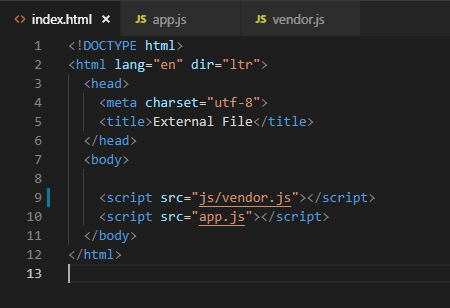 index.html × JS app.js JS vendor.js
1 <!DOCTYPE html>
2 <html lang="en" dir="ltr">
3 <head>
4 <meta charset="utf-8">
5 <title>External File</title>
6 </head>
7 <body>
8
9 <script src="js/vendor.js"></script>
10 <script src="app.js"></script>
11 </body>
12 </html>
13